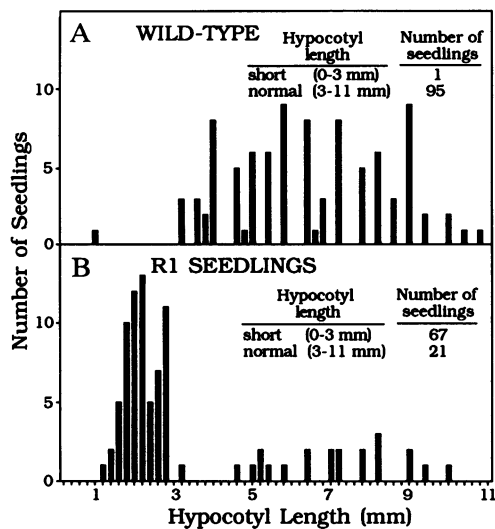 A WILD-TYPE
Hypocotyl length Number of seedlings
short (0-3 mm) 1
normal (3-11 mm) 95
10
5
0
B R1 SEEDLINGS
Hypocotyl length Number of seedlings
short (0-3 mm) 67
normal (3-11 mm) 21
10
5
0
Number of Seedlings
1 3 5 7 9 11
Hypocotyl Length (mm)